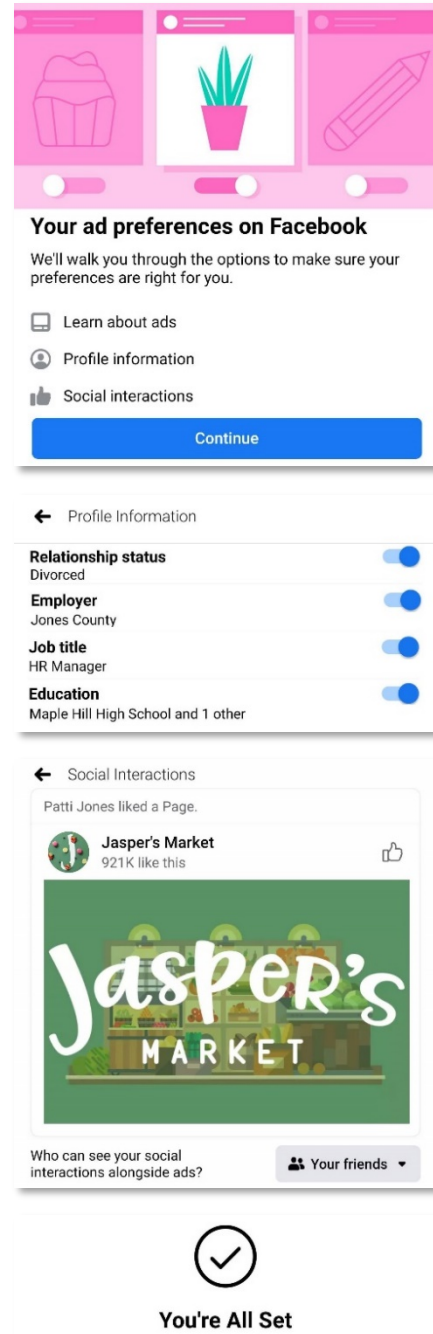 Your ad preferences on Facebook
We'll walk you through the options to make sure your
preferences are right for you.
Learn about ads
Profile information
Social interactions
Continue
Profile Information
Relationship status
Divorced
Employer
Jones County
Job title
HR Manager
Education
Maple Hill High School and 1 other
Social Interactions
Patti Jones liked a Page.
Jasper's Market
921K like this
Jasper's
MARKET
Who can see your social
interactions alongside ads?
Your friends
You're All Set